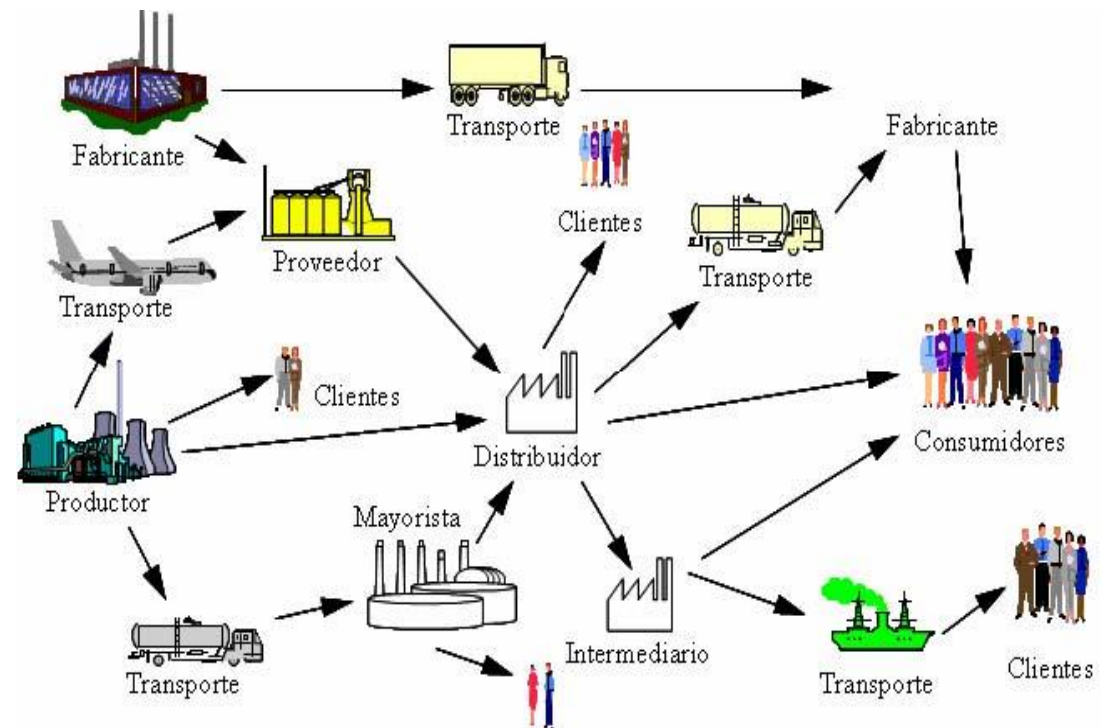 Transporte
Fabricante
Fabricante
Clientes
Proveedor
Transporte
Transporte
Clientes
Consumidores
Distribuidor
Productor
Mayorista
Intermediario
Clientes
Transporte
Transporte